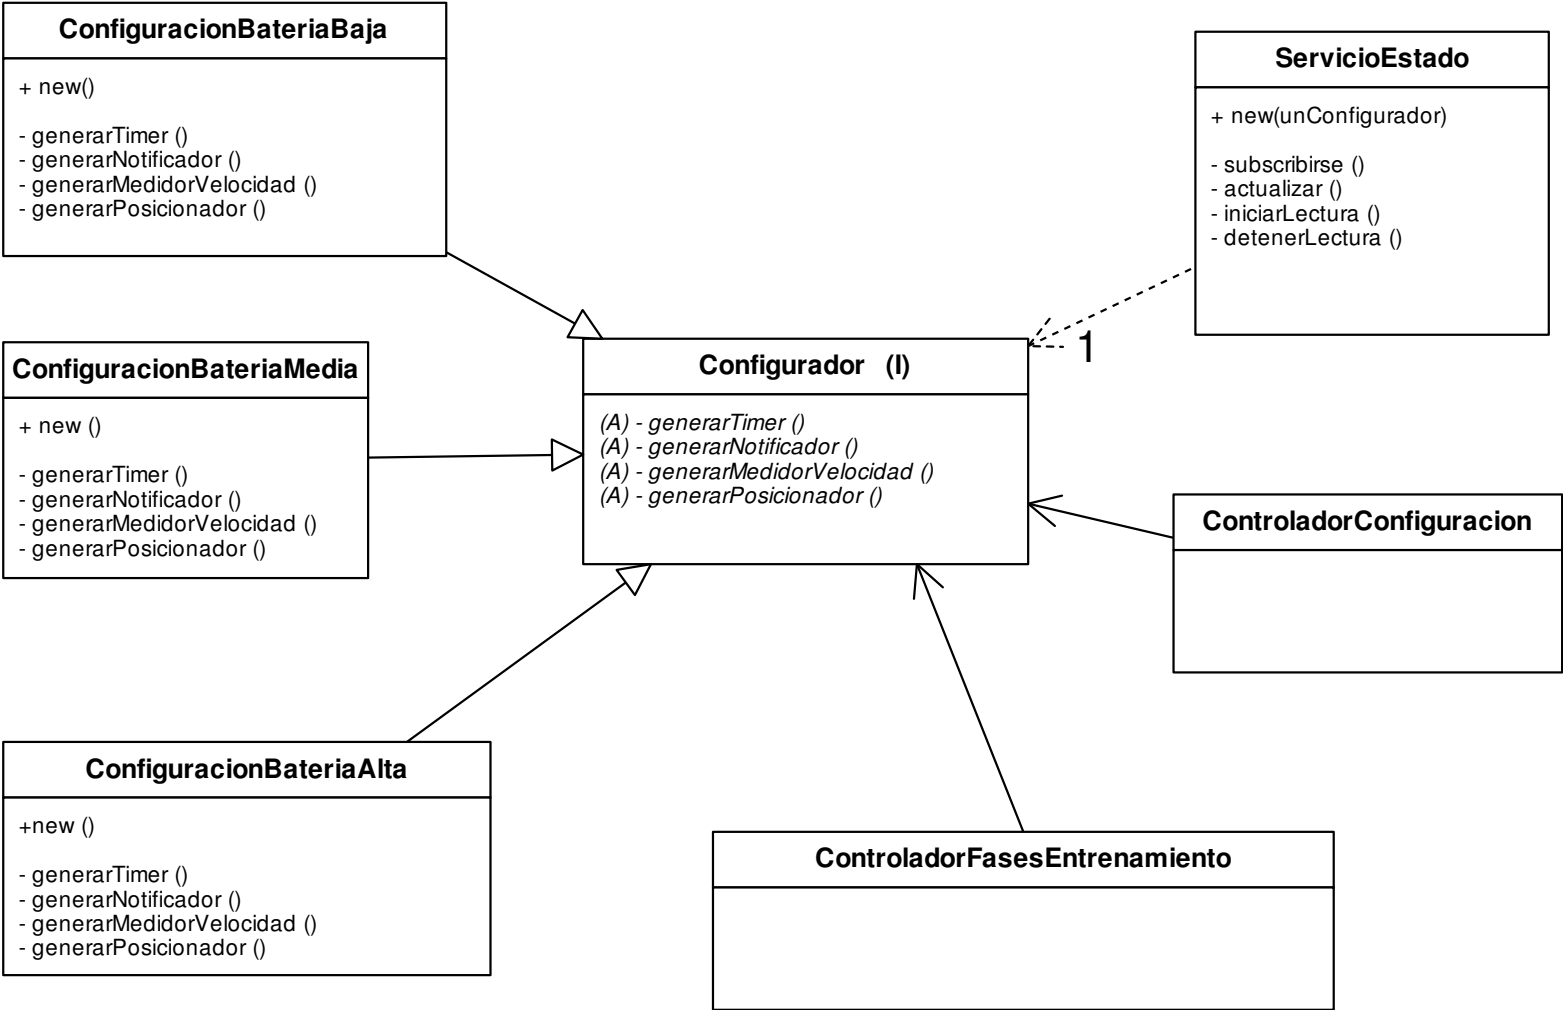 ConfiguracionBateriaBaja
+ new()
- generarTimer ()
- generarNotificador ()
- generarMedidorVelocidad ()
- generarPosicionador ()
ServicioEstado
+ new(unConfigurador)
- subscribirse ()
- actualizar ()
- iniciarLectura ()
- detenerLectura ()
1
ConfiguracionBateriaMedia
+ new ()
- generarTimer ()
- generarNotificador ()
- generarMedidorVelocidad ()
- generarPosicionador ()
Configurador (I)
(A) - generarTimer ()
(A) - generarNotificador ()
(A) - generarMedidorVelocidad ()
(A) - generarPosicionador ()
ControladorConfiguracion
ConfiguracionBateriaAlta
+new ()
- generarTimer ()
- generarNotificador ()
- generarMedidorVelocidad ()
- generarPosicionador ()
ControladorFasesEntrenamiento